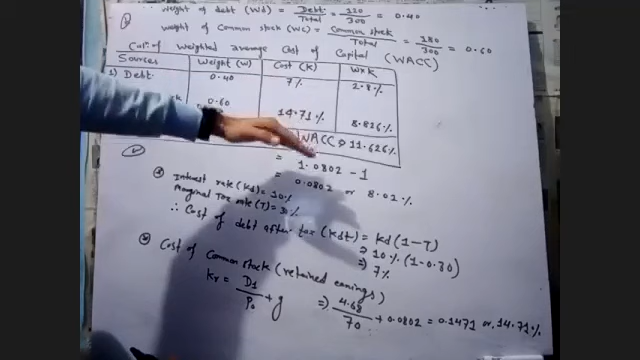 Weight of debt (Wd) = Debt/Total = 120/300 = 0.40
Weight of Common stock (Wc) = Common stock/Total = 180/300 = 0.60
Cal. of Weighted average Cost of Capital (WACC)
Sources Weight (W) Cost (K) W×K
1) Debt 0.40 7% 2.8%
0.60 14.71% 8.826%
WACC 11.626%
= 1.0802 - 1
= 0.0802 or 8.02%
Interest rate (Kd) = 10%
Marginal Tax rate (T) = 30%
∴ Cost of debt after tax (Kdt) = Kd (1-T)
⇒ 10% (1-0.30)
⇒ 7%
Cost of Common stock (retained earnings)
Kr = D1/P0 + g ⇒ 4.68/70 + 0.0802 = 0.1471 or, 14.71%